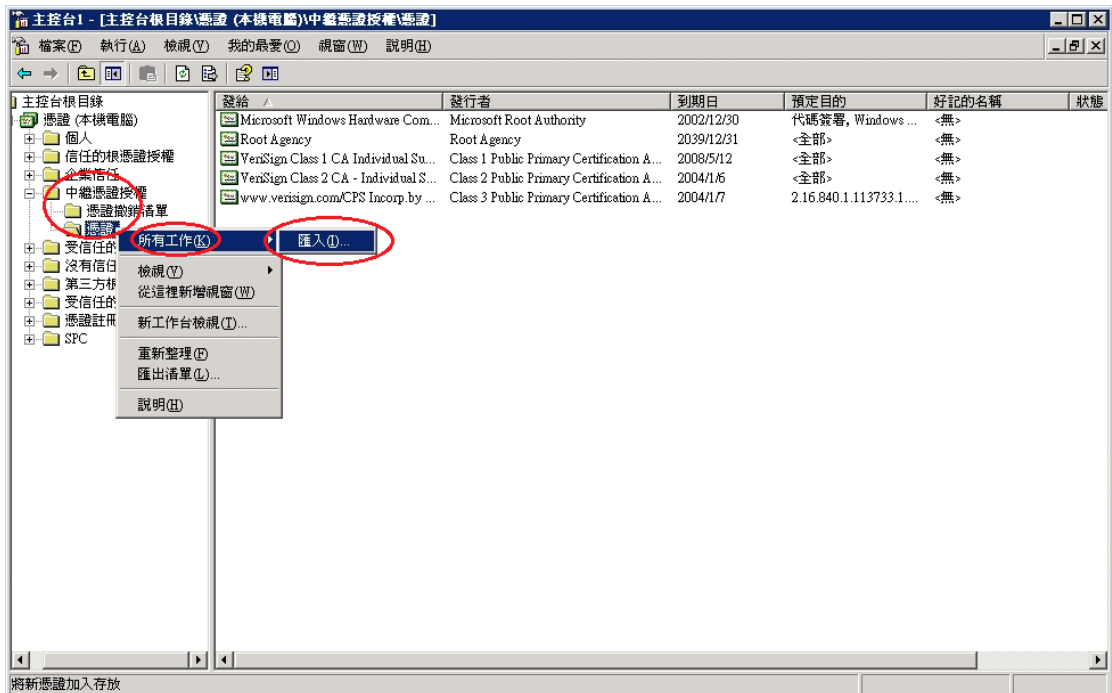 主控台1 - [主控台根目錄\憑證 (本機電腦)\中繼憑證授權\憑證]
檔案(F) 執行(A) 檢視(V) 我的最愛(O) 視窗(W) 說明(H)
主控台根目錄
憑證 (本機電腦)
個人
信任的根憑證授權
企業信任
中繼憑證授權
憑證撤銷清單
憑證
受信任的
沒有信任
第三方根
受信任的
憑證註冊
SPC
所有工作(K)
匯入(I)...
檢視(V)
從這裡新增視窗(W)
新工作台檢視(T)...
重新整理(F)
匯出清單(L)...
說明(H)
發給 發行者 到期日 預定目的 好記的名稱 狀態
Microsoft Windows Hardware Com... Microsoft Root Authority 2002/12/30 代碼簽署, Windows ... <無>
Root Agency Root Agency 2039/12/31 <全部> <無>
VeriSign Class 1 CA Individual Su... Class 1 Public Primary Certification A... 2008/5/12 <全部> <無>
VeriSign Class 2 CA - Individual S... Class 2 Public Primary Certification A... 2004/1/6 <全部> <無>
www.verisign.com/CPS Incorp.by ... Class 3 Public Primary Certification A... 2004/1/7 2.16.840.1.113733.1.... <無>
將新憑證加入存放